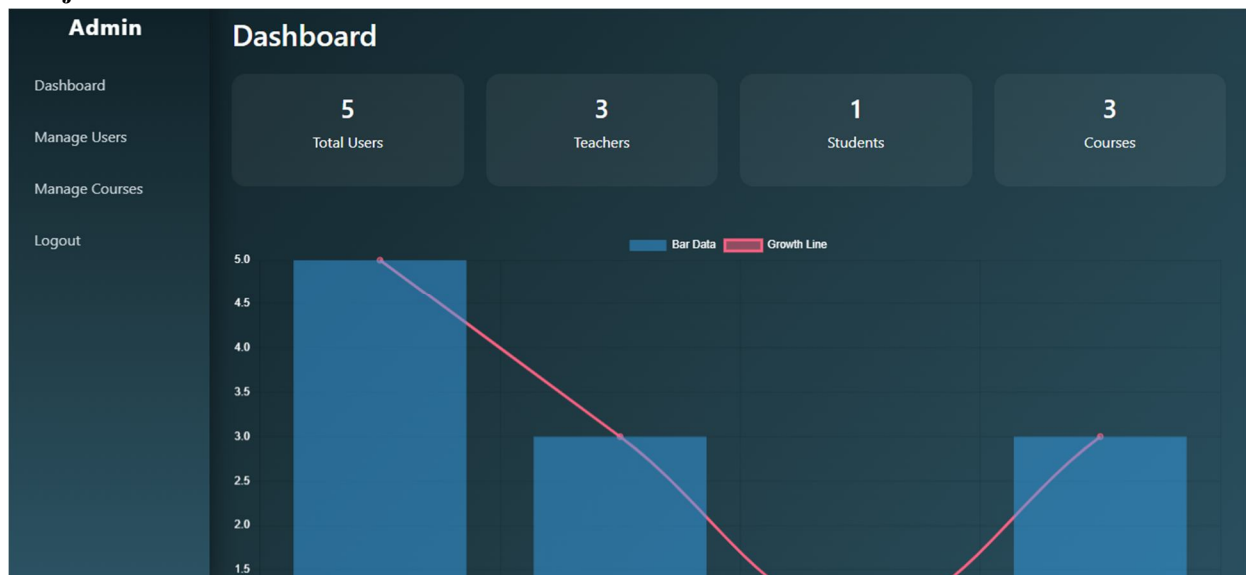 Admin
Dashboard
Manage Users
Manage Courses
Logout
Dashboard
5
Total Users
3
Teachers
1
Students
3
Courses
Bar Data Growth Line
5.0
4.5
4.0
3.5
3.0
2.5
2.0
1.5